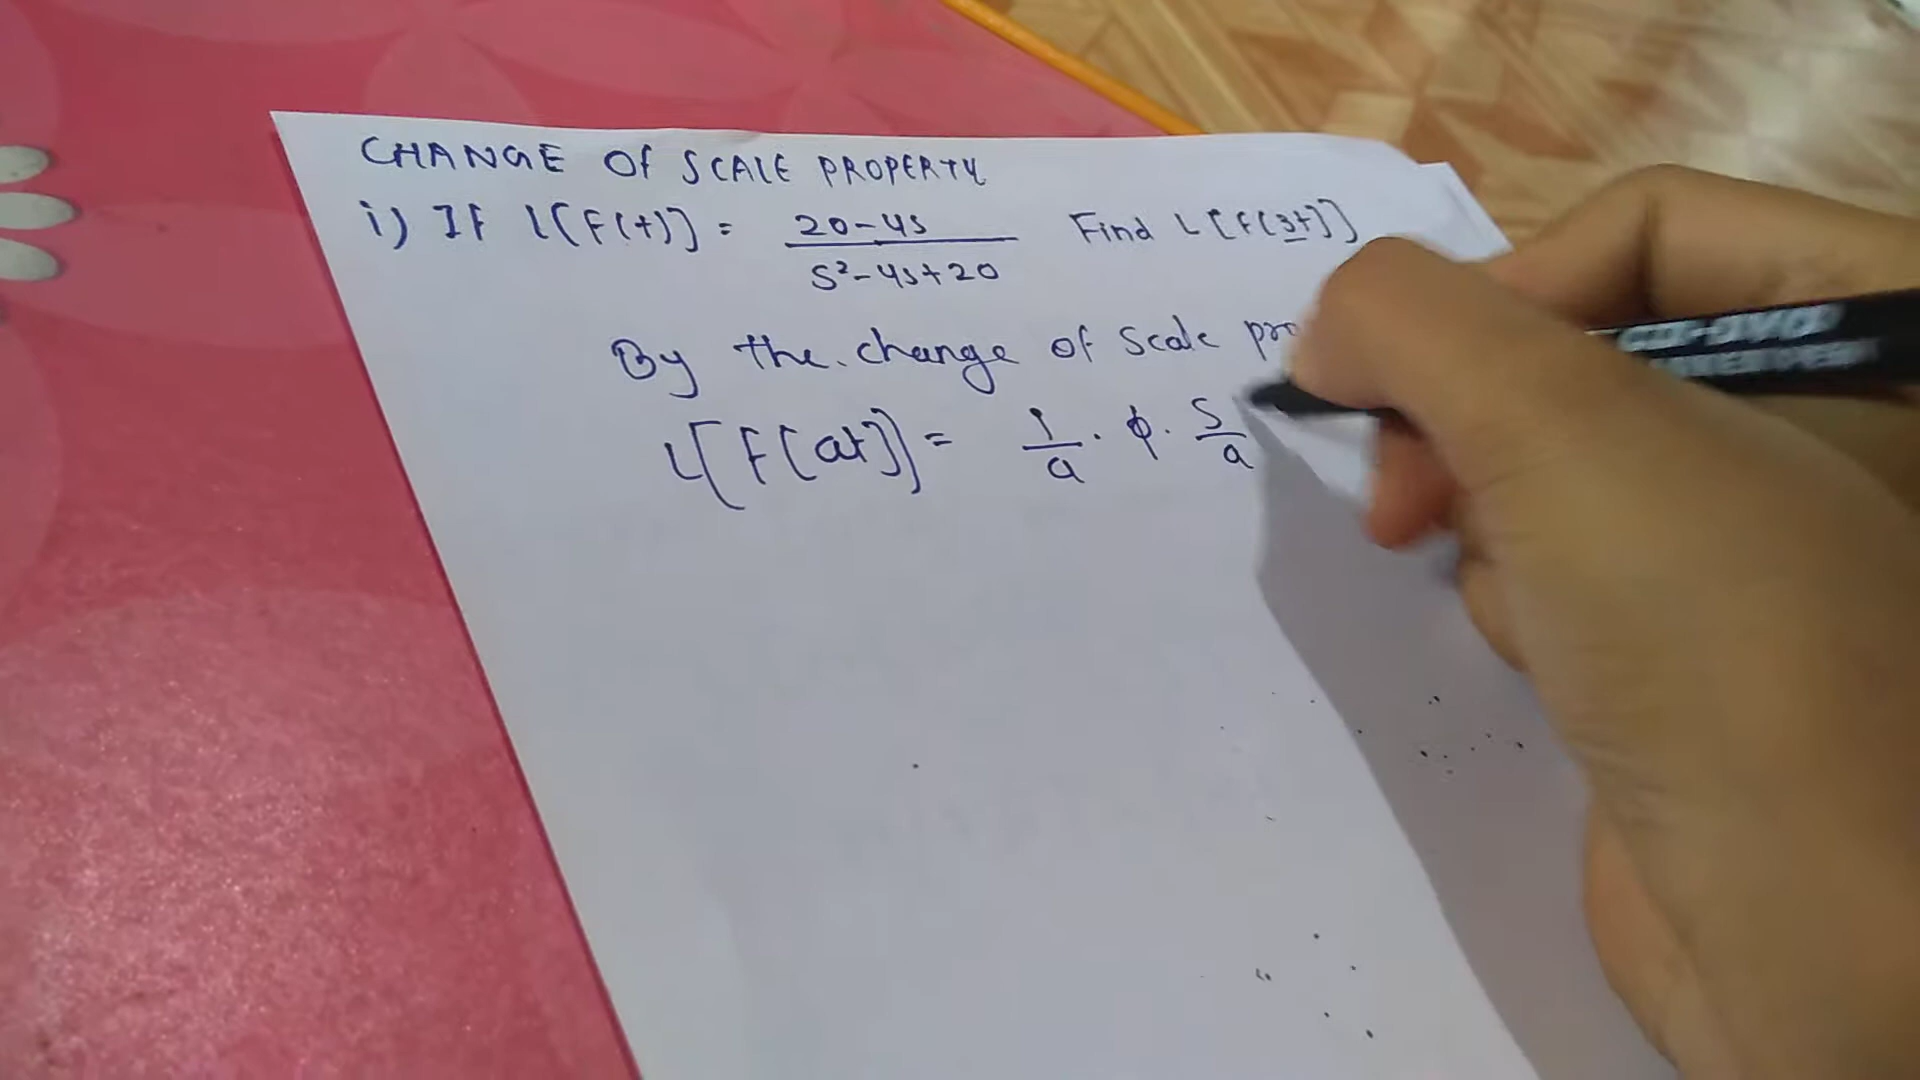 CHANGE Of SCALE PROPERTY
i) If L[F(t)] = 20-4s / s²-4s+20 Find L[F(3t)]
By the change of scale pro
L[F(at)] = 1/a . φ . s/a